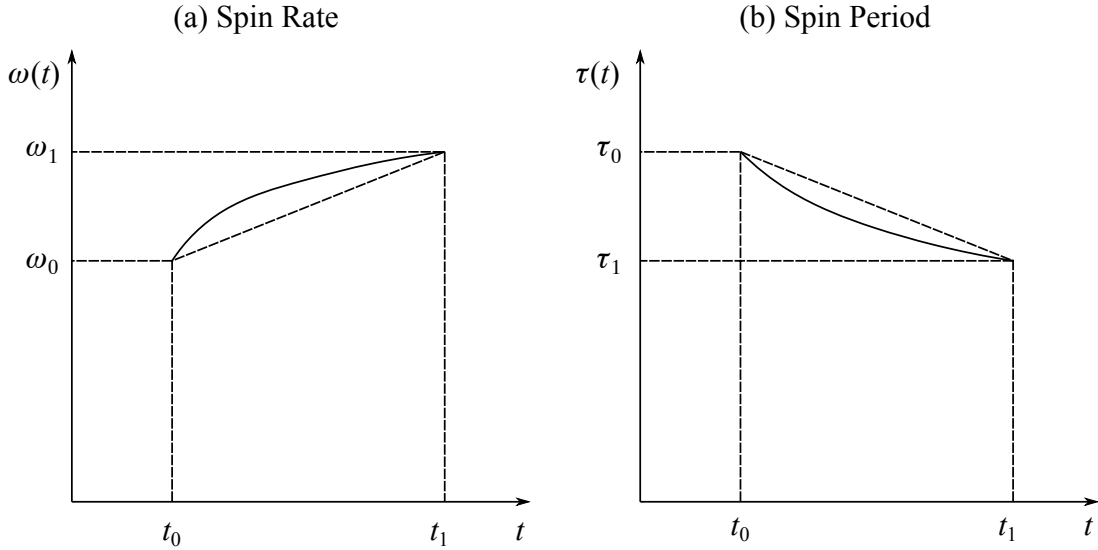 (a) Spin Rate
ω(t)
ω₁
ω₀
t₀
t₁
t
(b) Spin Period
τ(t)
τ₀
τ₁
t₀
t₁
t